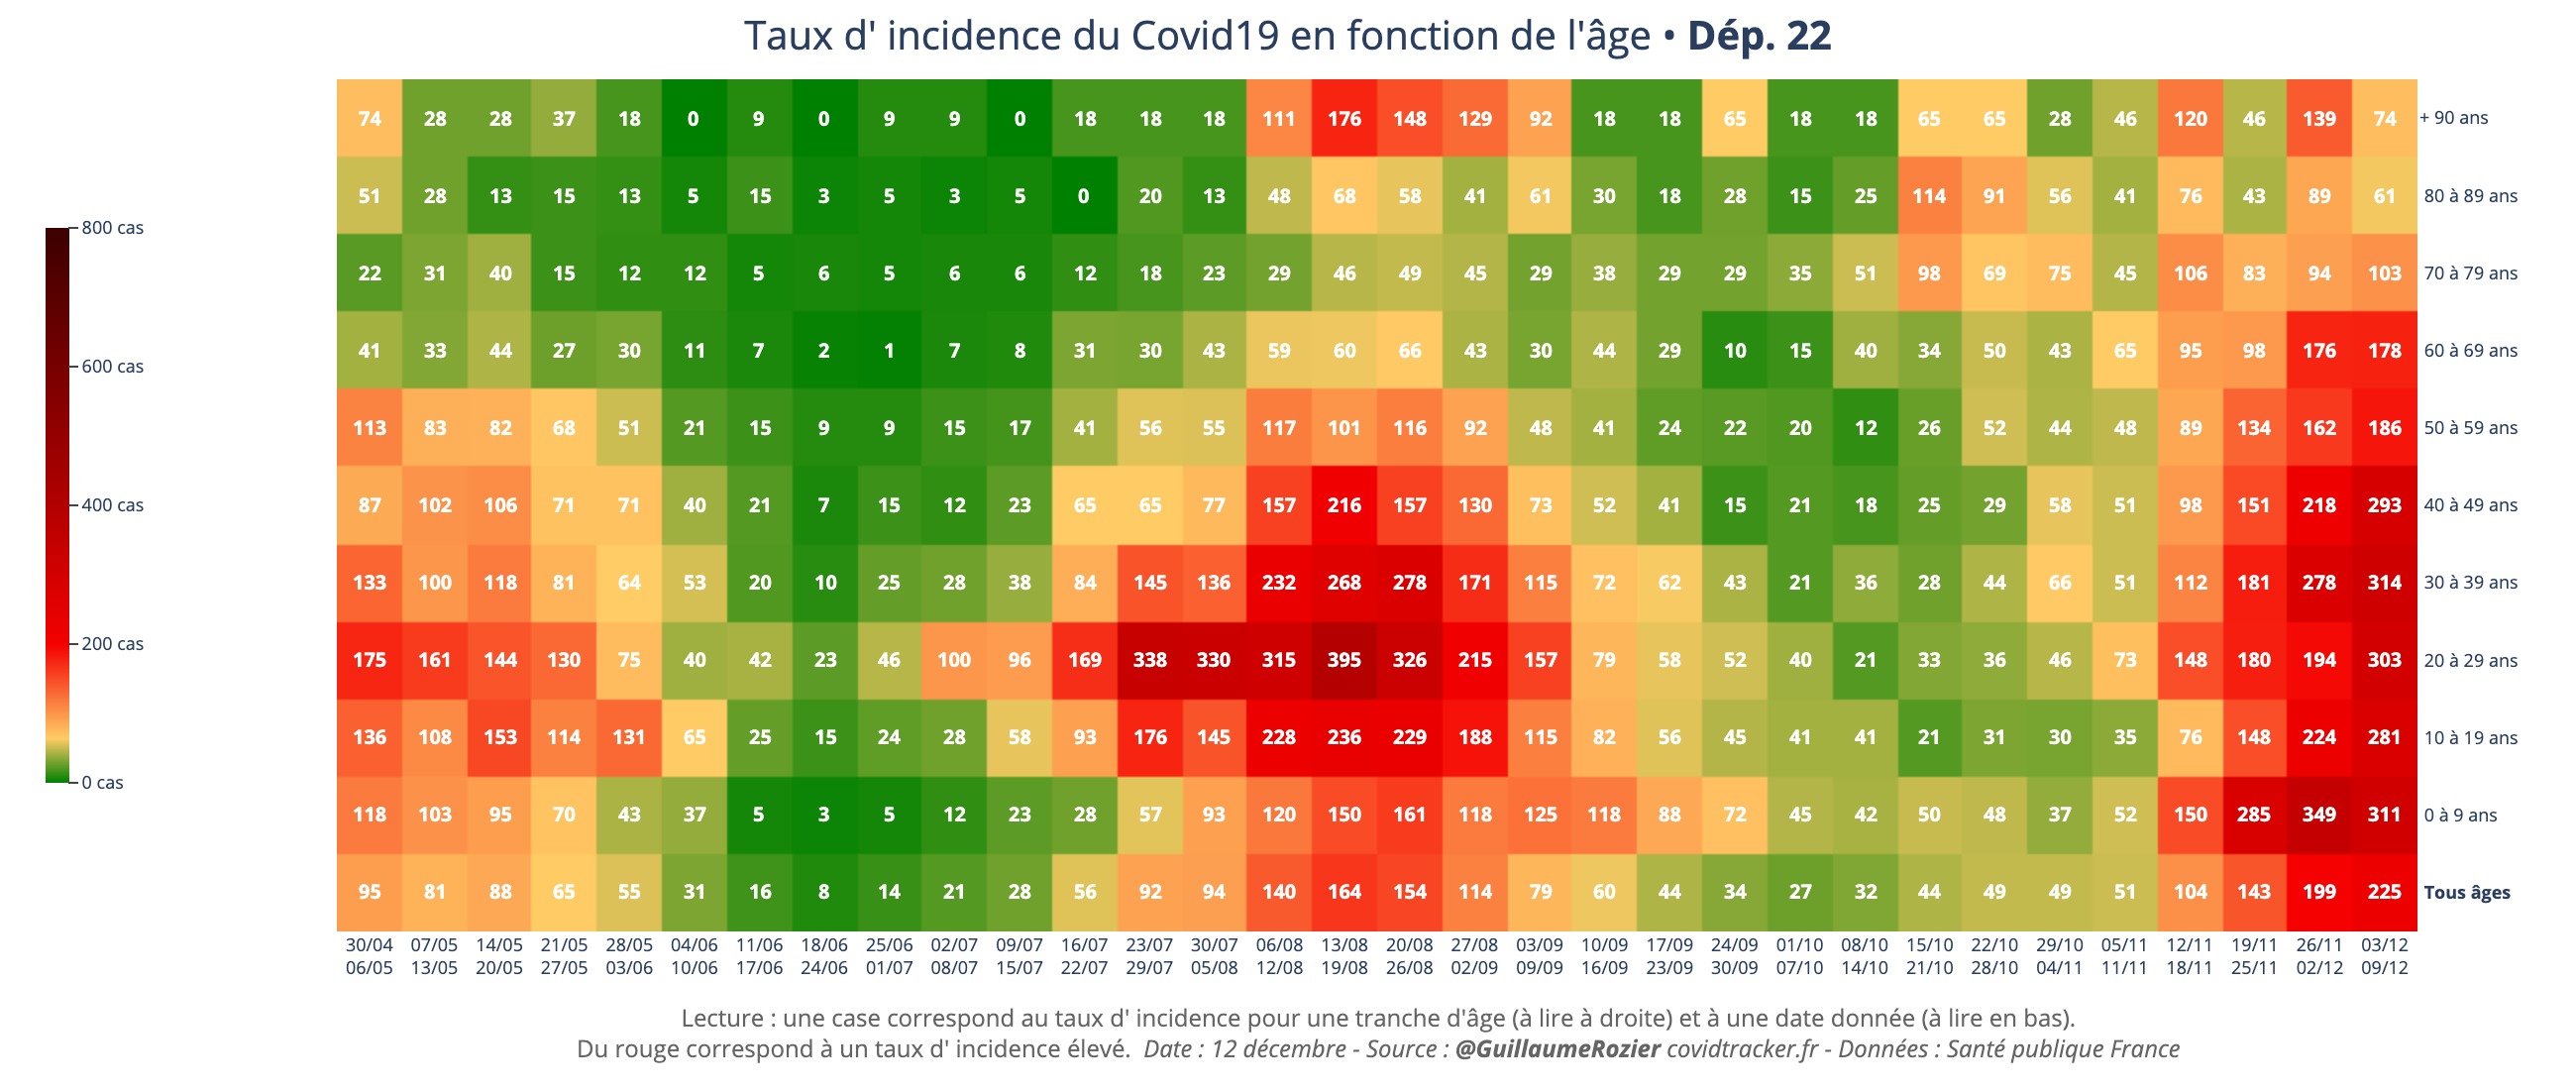 Taux d' incidence du Covid19 en fonction de l'âge • Dép. 22
800 cas
600 cas
400 cas
200 cas
0 cas
74 28 28 37 18 0 9 0 9 9 0 18 18 18 111 176 148 129 92 18 18 65 18 18 65 65 28 46 120 46 139 74 + 90 ans
51 28 13 15 13 5 15 3 5 3 5 0 20 13 48 68 58 41 61 30 18 28 15 25 114 91 56 41 76 43 89 61 80 à 89 ans
22 31 40 15 12 12 5 6 5 6 6 12 18 23 29 46 49 45 29 38 29 29 35 51 98 69 75 45 106 83 94 103 70 à 79 ans
41 33 44 27 30 11 7 2 1 7 8 31 30 43 59 60 66 43 30 44 29 10 15 40 34 50 43 65 95 98 176 178 60 à 69 ans
113 83 82 68 51 21 15 9 9 15 17 41 56 55 117 101 116 92 48 41 24 22 20 12 26 52 44 48 89 134 162 186 50 à 59 ans
87 102 106 71 71 40 21 7 15 12 23 65 65 77 157 216 157 130 73 52 41 15 21 18 25 29 58 51 98 151 218 293 40 à 49 ans
133 100 118 81 64 53 20 10 25 28 38 84 145 136 232 268 278 171 115 72 62 43 21 36 28 44 66 51 112 181 278 314 30 à 39 ans
175 161 144 130 75 40 42 23 46 100 96 169 338 330 315 395 326 215 157 79 58 52 40 21 33 36 46 73 148 180 194 303 20 à 29 ans
136 108 153 114 131 65 25 15 24 28 58 93 176 145 228 236 229 188 115 82 56 45 41 41 21 31 30 35 76 148 224 281 10 à 19 ans
118 103 95 70 43 37 5 3 5 12 23 28 57 93 120 150 161 118 125 118 88 72 45 42 50 48 37 52 150 285 349 311 0 à 9 ans
95 81 88 65 55 31 16 8 14 21 28 56 92 94 140 164 154 114 79 60 44 34 27 32 44 49 49 51 104 143 199 225 Tous âges
30/04 07/05 14/05 21/05 28/05 04/06 11/06 18/06 25/06 02/07 09/07 16/07 23/07 30/07 06/08 13/08 20/08 27/08 03/09 10/09 17/09 24/09 01/10 08/10 15/10 22/10 29/10 05/11 12/11 19/11 26/11 03/12
06/05 13/05 20/05 27/05 03/06 10/06 17/06 24/06 01/07 08/07 15/07 22/07 29/07 05/08 12/08 19/08 26/08 02/09 09/09 16/09 23/09 30/09 07/10 14/10 21/10 28/10 04/11 11/11 18/11 25/11 02/12 09/12
Lecture : une case correspond au taux d' incidence pour une tranche d'âge (à lire à droite) et à une date donnée (à lire en bas).
Du rouge correspond à un taux d' incidence élevé. Date : 12 décembre - Source : @GuillaumeRozier covidtracker.fr - Données : Santé publique France